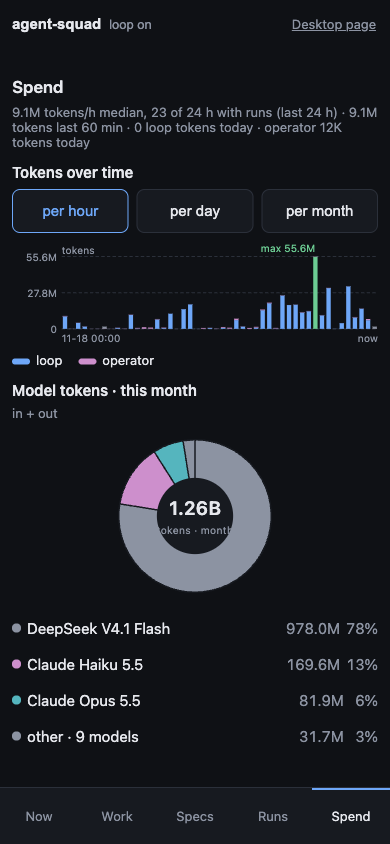 agent-squad loop on Desktop page
Spend
9.1M tokens/h median, 23 of 24 h with runs (last 24 h) · 9.1M
tokens last 60 min · 0 loop tokens today · operator 12K
tokens today
Tokens over time
per hour per day per month
tokens max 55.6M
55.6M
27.8M
0
11-18 00:00 now
loop operator
Model tokens · this month
in + out
1.26B
tokens · month
DeepSeek V4.1 Flash 978.0M 78%
Claude Haiku 5.5 169.6M 13%
Claude Opus 5.5 81.9M 6%
other · 9 models 31.7M 3%
Now Work Specs Runs Spend